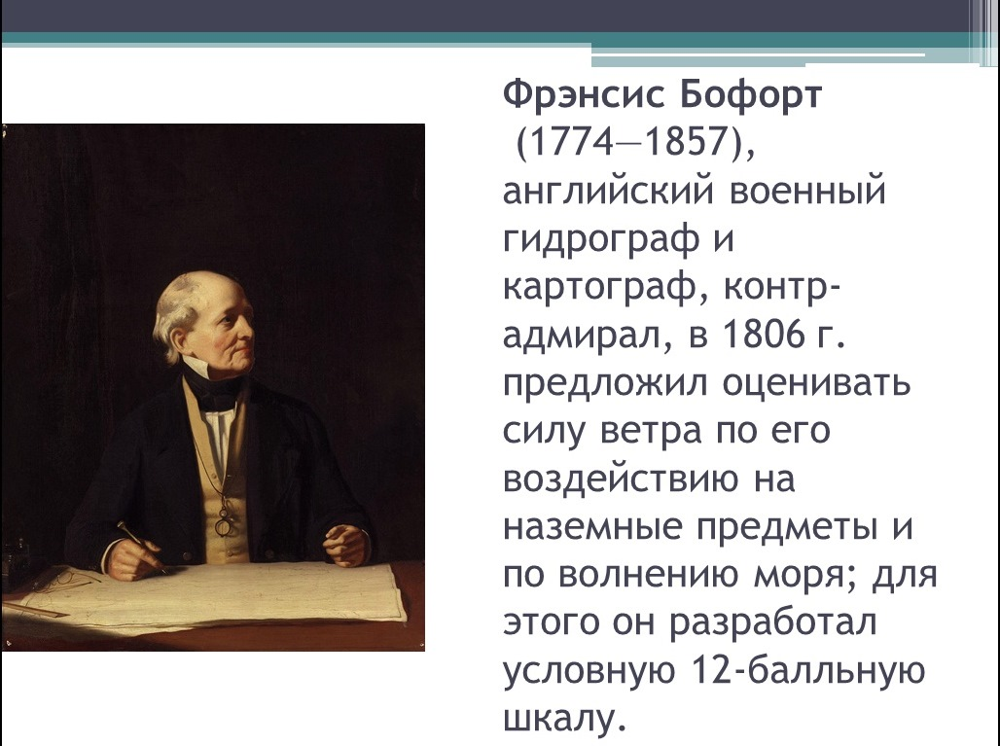 Фрэнсис Бофорт
(1774—1857),
английский военный
гидрограф и
картограф, контр-
адмирал, в 1806 г.
предложил оценивать
силу ветра по его
воздействию на
наземные предметы и
по волнению моря; для
этого он разработал
условную 12-балльную
шкалу.